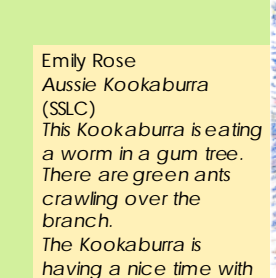 Emily Rose
Aussie Kookaburra
(SSLC)
This Kookaburra is eating
a worm in a gum tree.
There are green ants
crawling over the
branch.
The Kookaburra is
having a nice time with